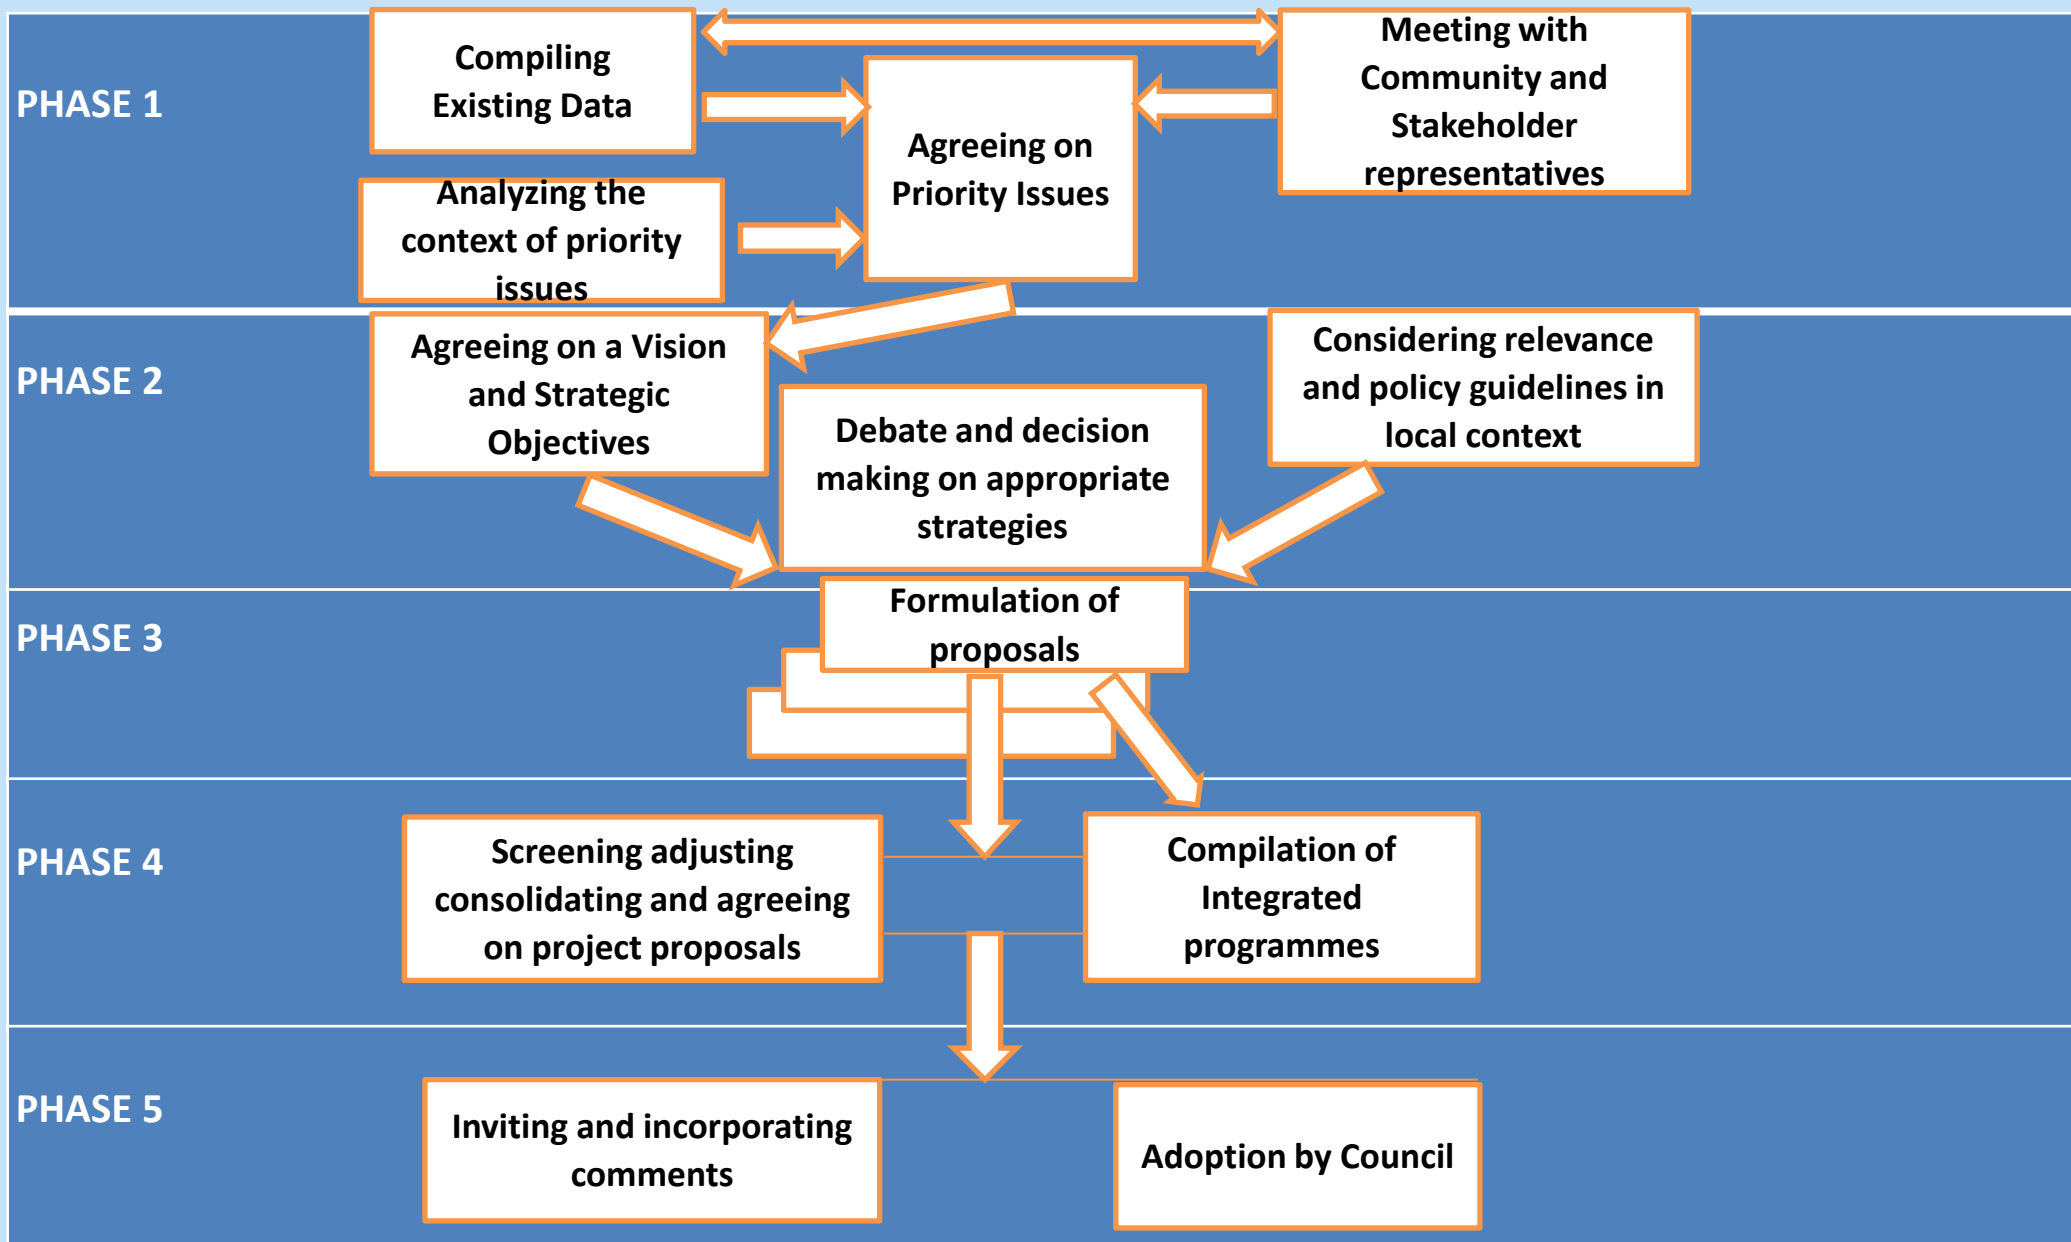 PHASE 1
Compiling
Existing Data
Meeting with
Community and
Stakeholder
representatives
Agreeing on
Priority Issues
Analyzing the
context of priority
issues
PHASE 2
Agreeing on a Vision
and Strategic
Objectives
Considering relevance
and policy guidelines in
local context
Debate and decision
making on appropriate
strategies
PHASE 3
Formulation of
proposals
PHASE 4
Screening adjusting
consolidating and agreeing
on project proposals
Compilation of
Integrated
programmes
PHASE 5
Inviting and incorporating
comments
Adoption by Council